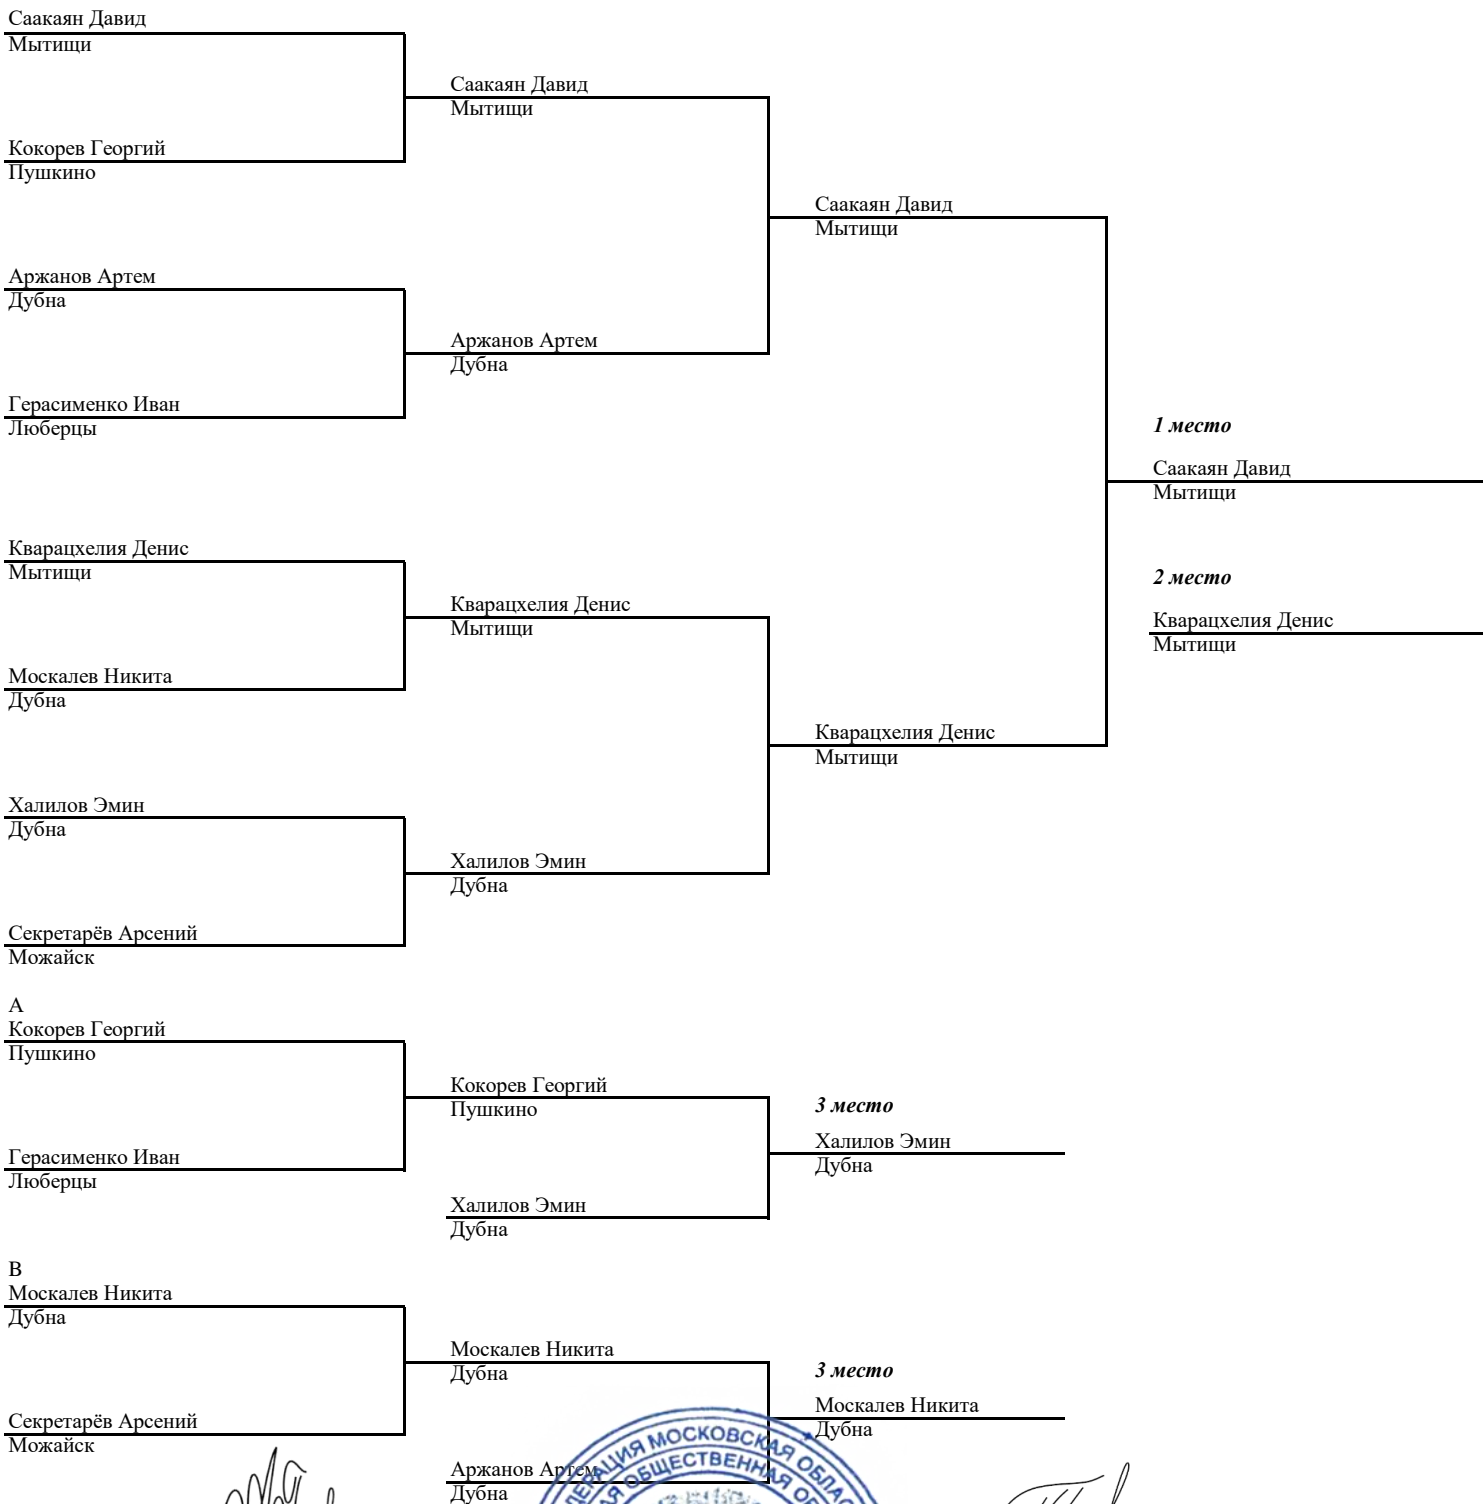 Саакаян Давид
Мытищи
Саакаян Давид
Мытищи
Кокорев Георгий
Пушкино
Саакаян Давид
Мытищи
Аржанов Артем
Дубна
Аржанов Артем
Дубна
Герасименко Иван
Люберцы
1 место
Саакаян Давид
Мытищи
Кварацхелия Денис
Мытищи
2 место
Кварацхелия Денис
Мытищи
Кварацхелия Денис
Мытищи
Москалев Никита
Дубна
Кварацхелия Денис
Мытищи
Халилов Эмин
Дубна
Халилов Эмин
Дубна
Секретарёв Арсений
Можайск
А
Кокорев Георгий
Пушкино
Кокорев Георгий
Пушкино
3 место
Халилов Эмин
Дубна
Герасименко Иван
Люберцы
Халилов Эмин
Дубна
В
Москалев Никита
Дубна
Москалев Никита
Дубна
3 место
Москалев Никита
Дубна
Секретарёв Арсений
Можайск
Аржанов Артем
Дубна
МОСКОВСКАЯ
ОБЩЕСТВЕННАЯ